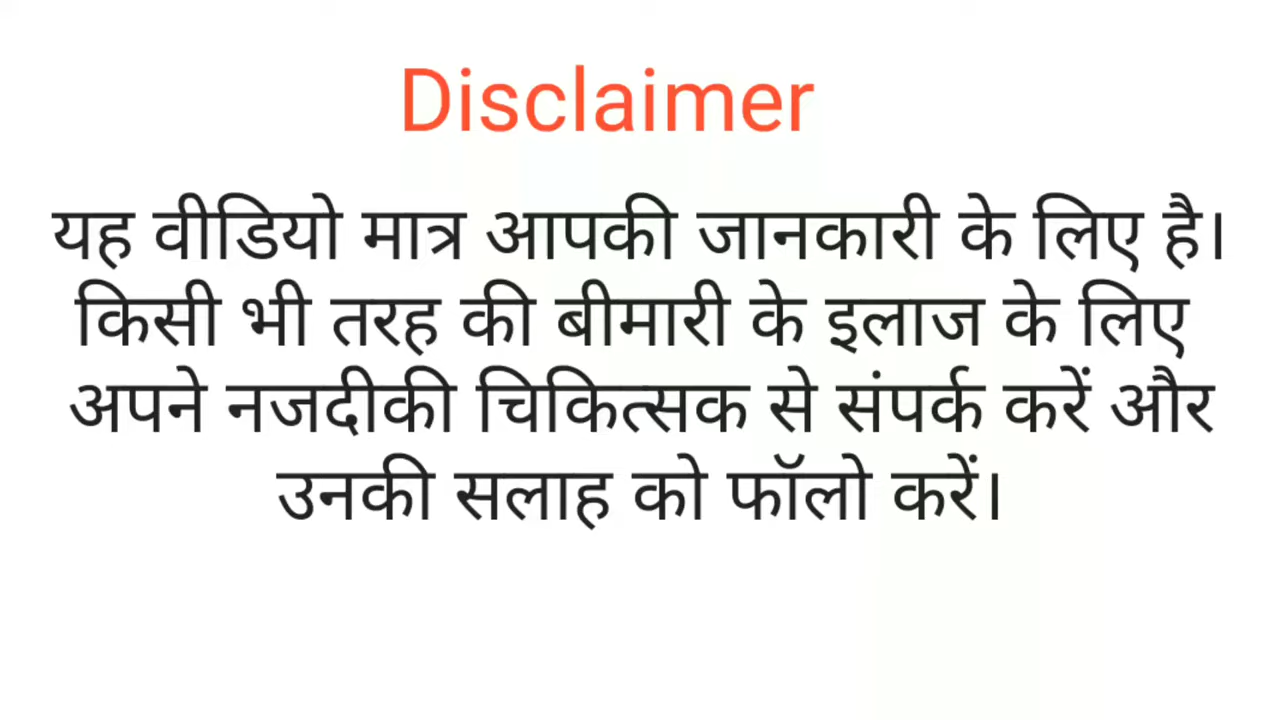 Disclaimer
यह वीडियो मात्र आपकी जानकारी के लिए है।
किसी भी तरह की बीमारी के इलाज के लिए
अपने नजदीकी चिकित्सक से संपर्क करें और
उनकी सलाह को फॉलो करें।